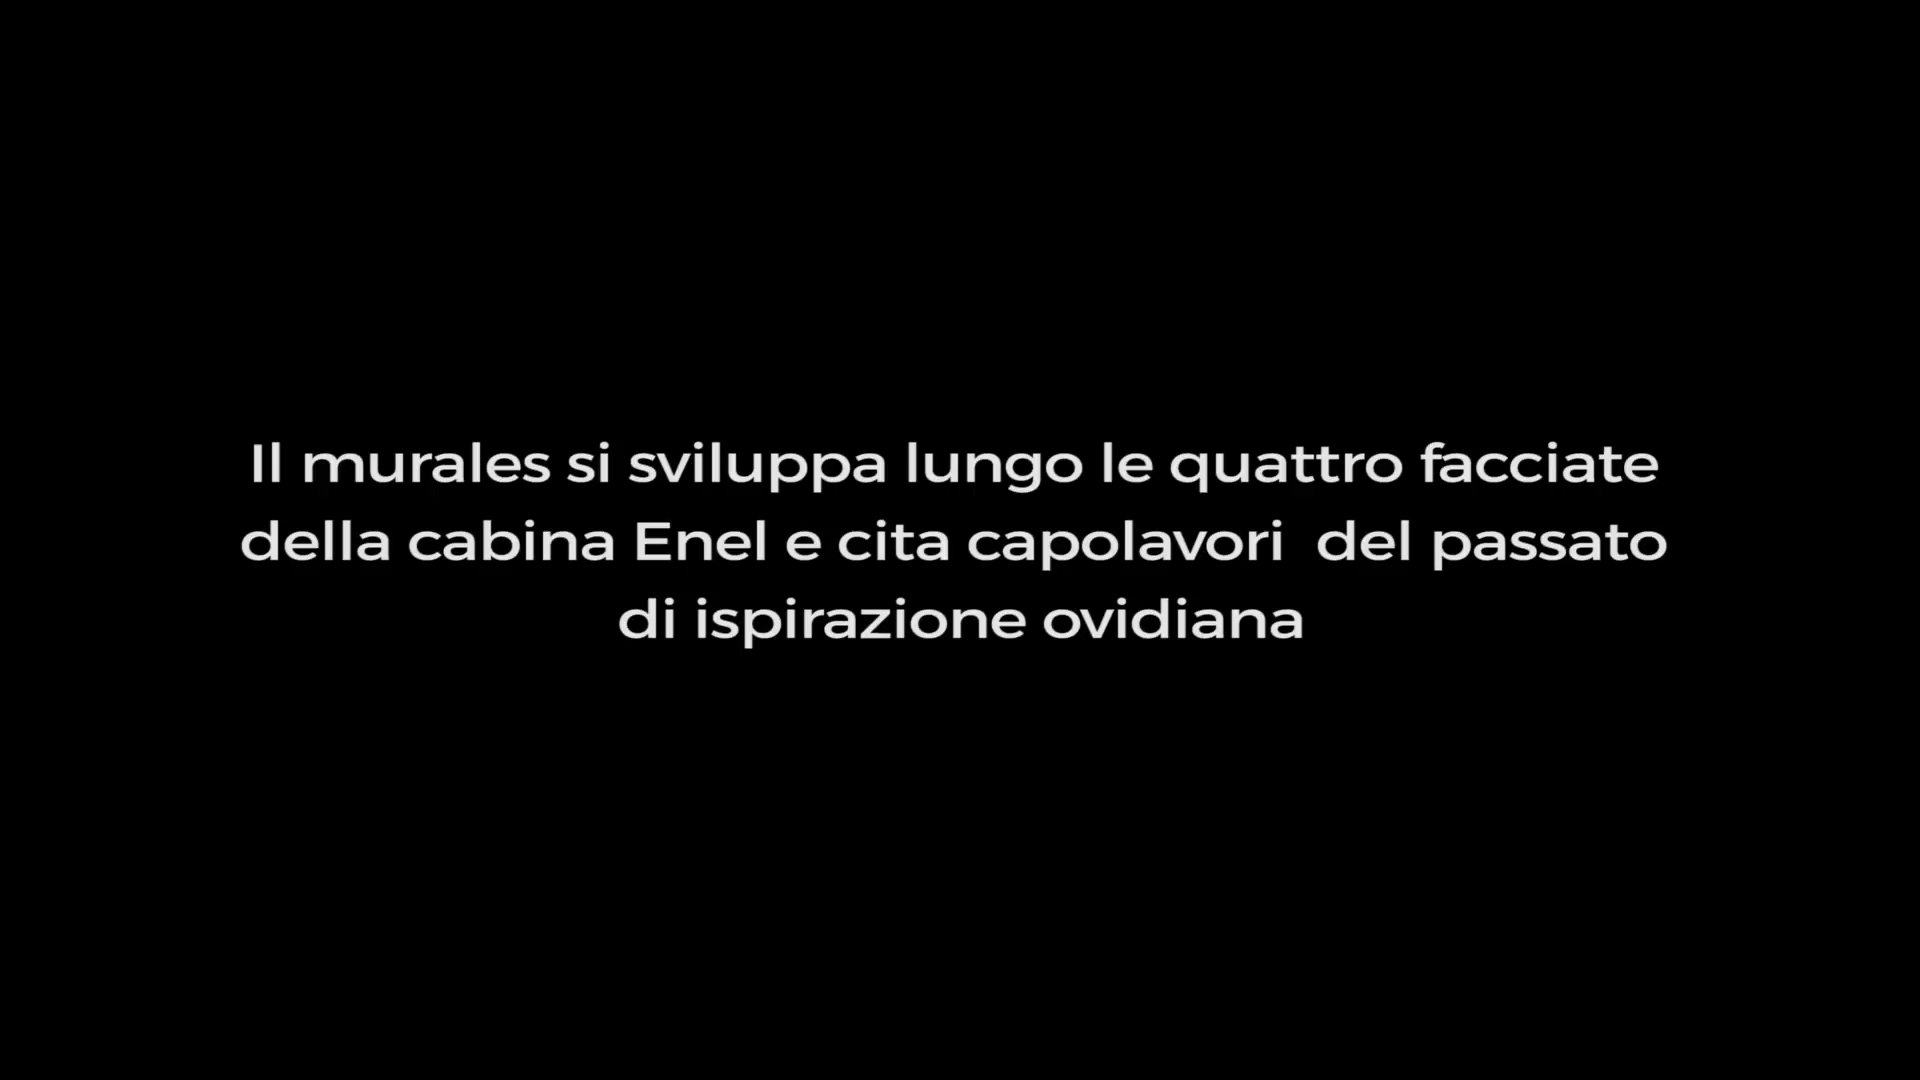 Il murales si sviluppa lungo le quattro facciate
della cabina Enel e cita capolavori  del passato
di ispirazione ovidiana